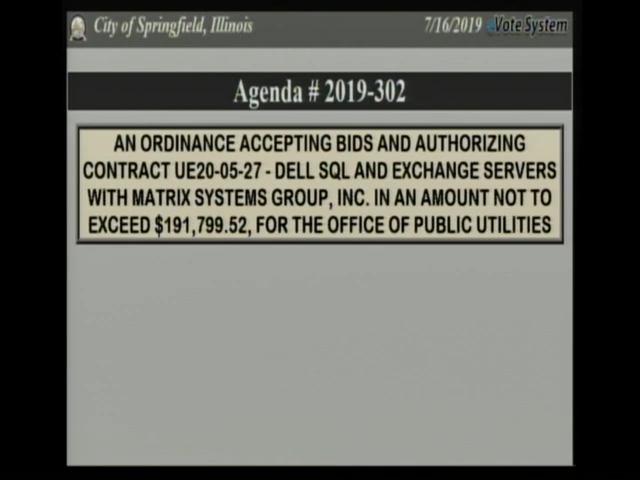 City of Springfield, Illinois 7/16/2019 eVote System
Agenda # 2019-302
AN ORDINANCE ACCEPTING BIDS AND AUTHORIZING
CONTRACT UE20-05-27 - DELL SQL AND EXCHANGE SERVERS
WITH MATRIX SYSTEMS GROUP, INC. IN AN AMOUNT NOT TO
EXCEED $191,799.52, FOR THE OFFICE OF PUBLIC UTILITIES